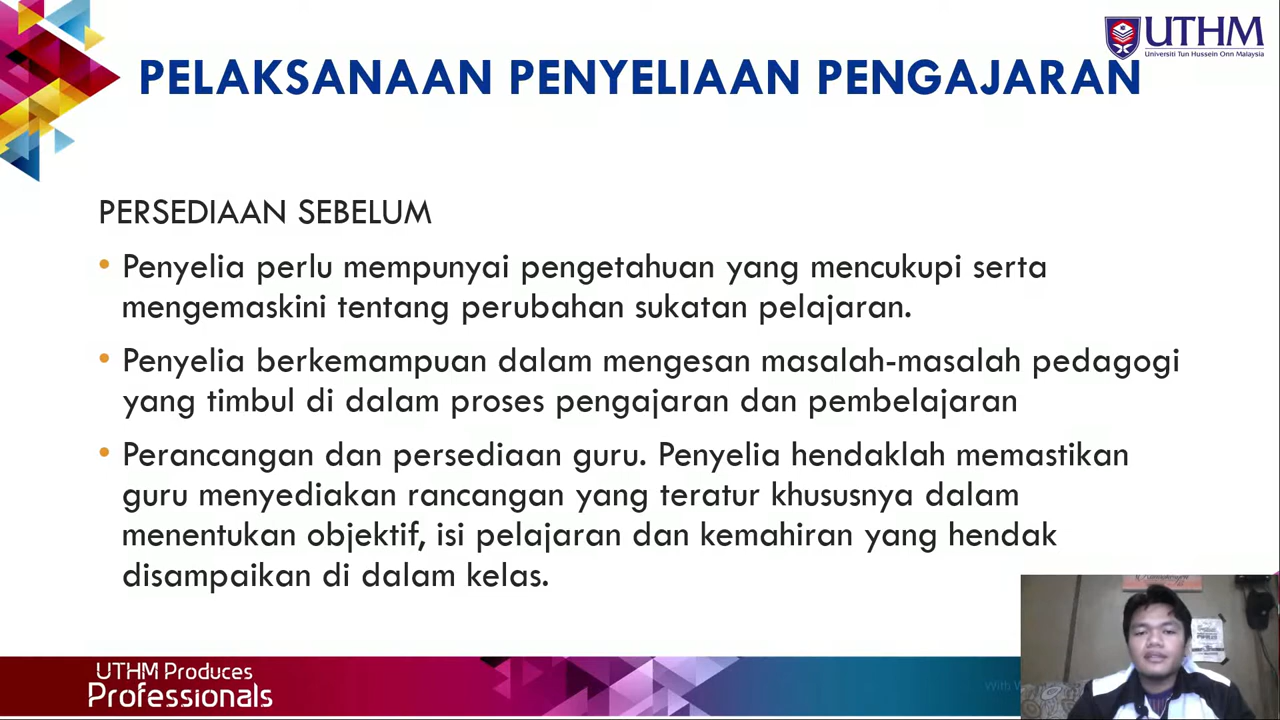 UTHM
Universiti Tun Hussein Onn Malaysia
PELAKSANAAN PENYELIAAN PENGAJARAN
PERSEDIAAN SEBELUM
• Penyelia perlu mempunyai pengetahuan yang mencukupi serta
mengemaskini tentang perubahan sukatan pelajaran.
• Penyelia berkemampuan dalam mengesan masalah-masalah pedagogi
yang timbul di dalam proses pengajaran dan pembelajaran
• Perancangan dan persediaan guru. Penyelia hendaklah memastikan
guru menyediakan rancangan yang teratur khususnya dalam
menentukan objektif, isi pelajaran dan kemahiran yang hendak
disampaikan di dalam kelas.
UTHM Produces
Professionals
With